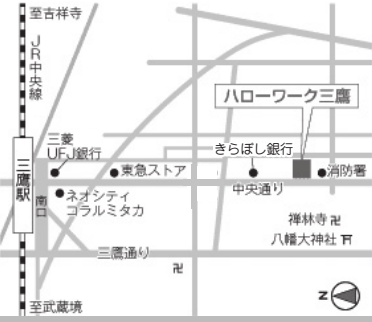 至吉祥寺
JR中央線
ハローワーク三鷹
三菱
UFJ銀行
きらぼし銀行
三鷹駅
南口
東急ストア
消防署
ネオシティ
コラルミタカ
中央通り
禅林寺卍
八幡大神社
三鷹通り
卍
至武蔵境
N